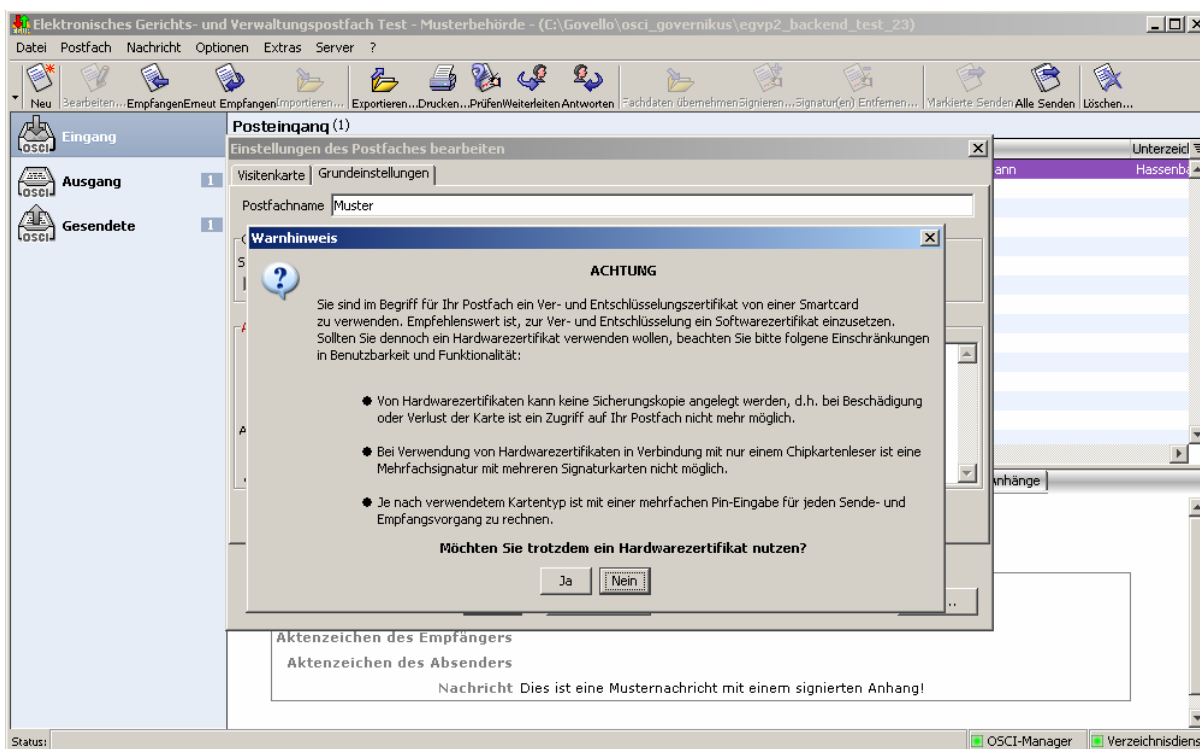 Elektronisches Gerichts- und Verwaltungspostfach Test - Musterbehörde - (C:\Govello\osci_governikus\egvp2_backend_test_23)
Datei Postfach Nachricht Optionen Extras Server ?
Neu Bearbeiten... Empfangen Erneut Empfangen Importieren... Exportieren... Drucken... Prüfen Weiterleiten Antworten Fachdaten übernehmen Signieren... Signatur(en) Entfernen... Markierte Senden Alle Senden Löschen...
OSCI Eingang
OSCI Ausgang 1
OSCI Gesendete 1
Posteingang (1)
Unterzeich
ann Hassenba
Einstellungen des Postfaches bearbeiten
Visitenkarte Grundeinstellungen
Postfachname Muster
Warnhinweis
ACHTUNG
Sie sind im Begriff für Ihr Postfach ein Ver- und Entschlüsselungszertifikat von einer Smartcard
zu verwenden. Empfehlenswert ist, zur Ver- und Entschlüsselung ein Softwarezertifikat einzusetzen.
Sollten Sie dennoch ein Hardwarezertifikat verwenden wollen, beachten Sie bitte folgene Einschränkungen
in Benutzbarkeit und Funktionalität:
● Von Hardwarezertifikaten kann keine Sicherungskopie angelegt werden, d.h. bei Beschädigung
oder Verlust der Karte ist ein Zugriff auf Ihr Postfach nicht mehr möglich.
● Bei Verwendung von Hardwarezertifikaten in Verbindung mit nur einem Chipkartenleser ist eine
Mehrfachsignatur mit mehreren Signaturkarten nicht möglich.
● Je nach verwendetem Kartentyp ist mit einer mehrfachen Pin-Eingabe für jeden Sende- und
Empfangsvorgang zu rechnen.
Möchten Sie trotzdem ein Hardwarezertifikat nutzen?
Ja Nein
nhänge
..
Aktenzeichen des Empfängers
Aktenzeichen des Absenders
Nachricht Dies ist eine Musternachricht mit einem signierten Anhang!
Status: OSCI-Manager Verzeichnisdiens